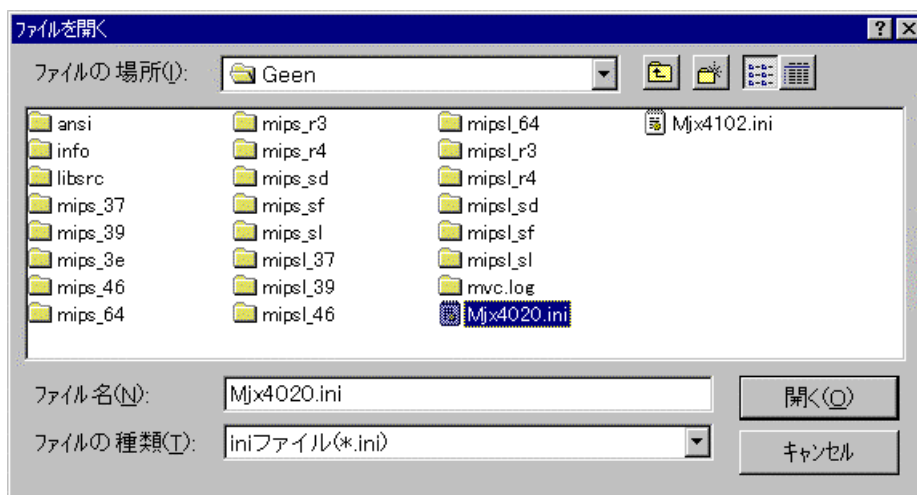 ファイルを開く
ファイルの場所(I): Geen
ansi mips_r3 mipsl_64 Mjx4102.ini
info mips_r4 mipsl_r3
libsrc mips_sd mipsl_r4
mips_37 mips_sf mipsl_sd
mips_39 mips_sl mipsl_sf
mips_3e mipsl_37 mipsl_sl
mips_46 mipsl_39 mvc.log
mips_64 mipsl_46 Mjx4020.ini
ファイル名(N): Mjx4020.ini 開く(O)
ファイルの種類(T): iniファイル(*.ini) キャンセル